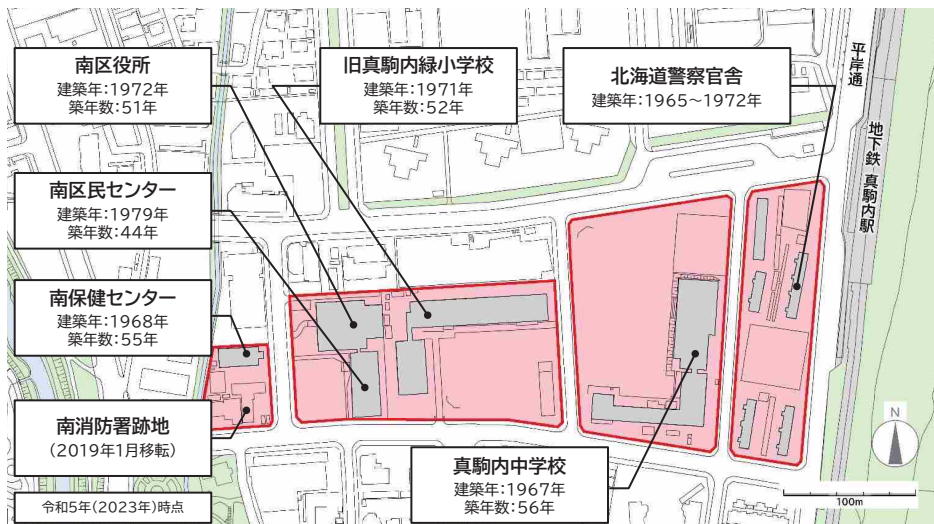 南区役所
建築年:1972年
築年数:51年
旧真駒内緑小学校
建築年:1971年
築年数:52年
北海道警察官舎
建築年:1965~1972年
平岸通
地下鉄 真駒内駅
南区民センター
建築年:1979年
築年数:44年
南保健センター
建築年:1968年
築年数:55年
南消防署跡地
(2019年1月移転)
真駒内中学校
建築年:1967年
築年数:56年
令和5年(2023年)時点
N
100m